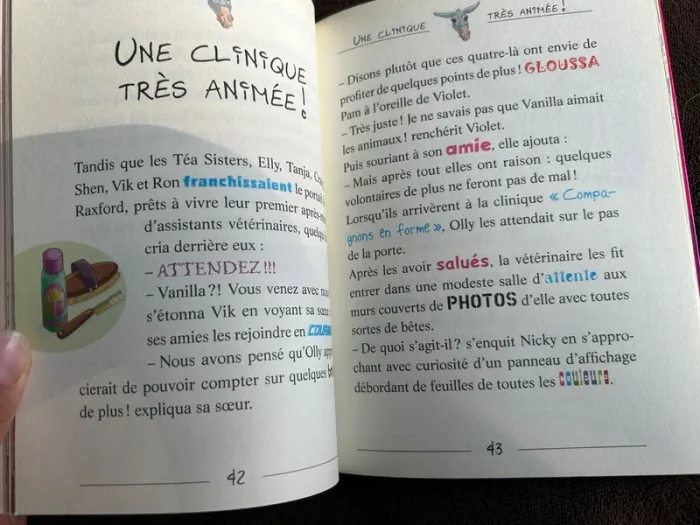 UNE CLINIQUE
TRÈS ANIMÉE!
Tandis que les Téa Sisters, Elly, Tanja,
Shen, Vik et Ron franchissaient le
Raxford, prêts à vivre leur premier
d'assistants vétérinaires,
cria derrière eux :
– ATTENDEZ!!!
– Vanilla?! Vous venez avec
s'étonna Vik en voyant sa
ses amies les rejoindre en
– Nous avons pensé qu'Olly
cierait de pouvoir compter sur quelques
de plus! expliqua sa sœur.
42
UNE CLINIQUE TRÈS ANIMÉE!
– Disons plutôt que ces quatre-là ont envie de
profiter de quelques points de plus! GLOUSSA
Pam à l'oreille de Violet.
– Très juste! Je ne savais pas que Vanilla aimait
les animaux! renchérit Violet.
Puis souriant à son amie, elle ajouta :
– Mais après tout elles ont raison : quelques
volontaires de plus ne feront pas de mal!
Lorsqu'ils arrivèrent à la clinique « Compa-
gnons en forme », Olly les attendait sur le pas
de la porte.
Après les avoir salués, la vétérinaire les fit
entrer dans une modeste salle d'attente aux
murs couverts de PHOTOS d'elle avec toutes
sortes de bêtes.
– De quoi s'agit-il? s'enquit Nicky en s'appro-
chant avec curiosité d'un panneau d'affichage
débordant de feuilles de toutes les couleurs.
43